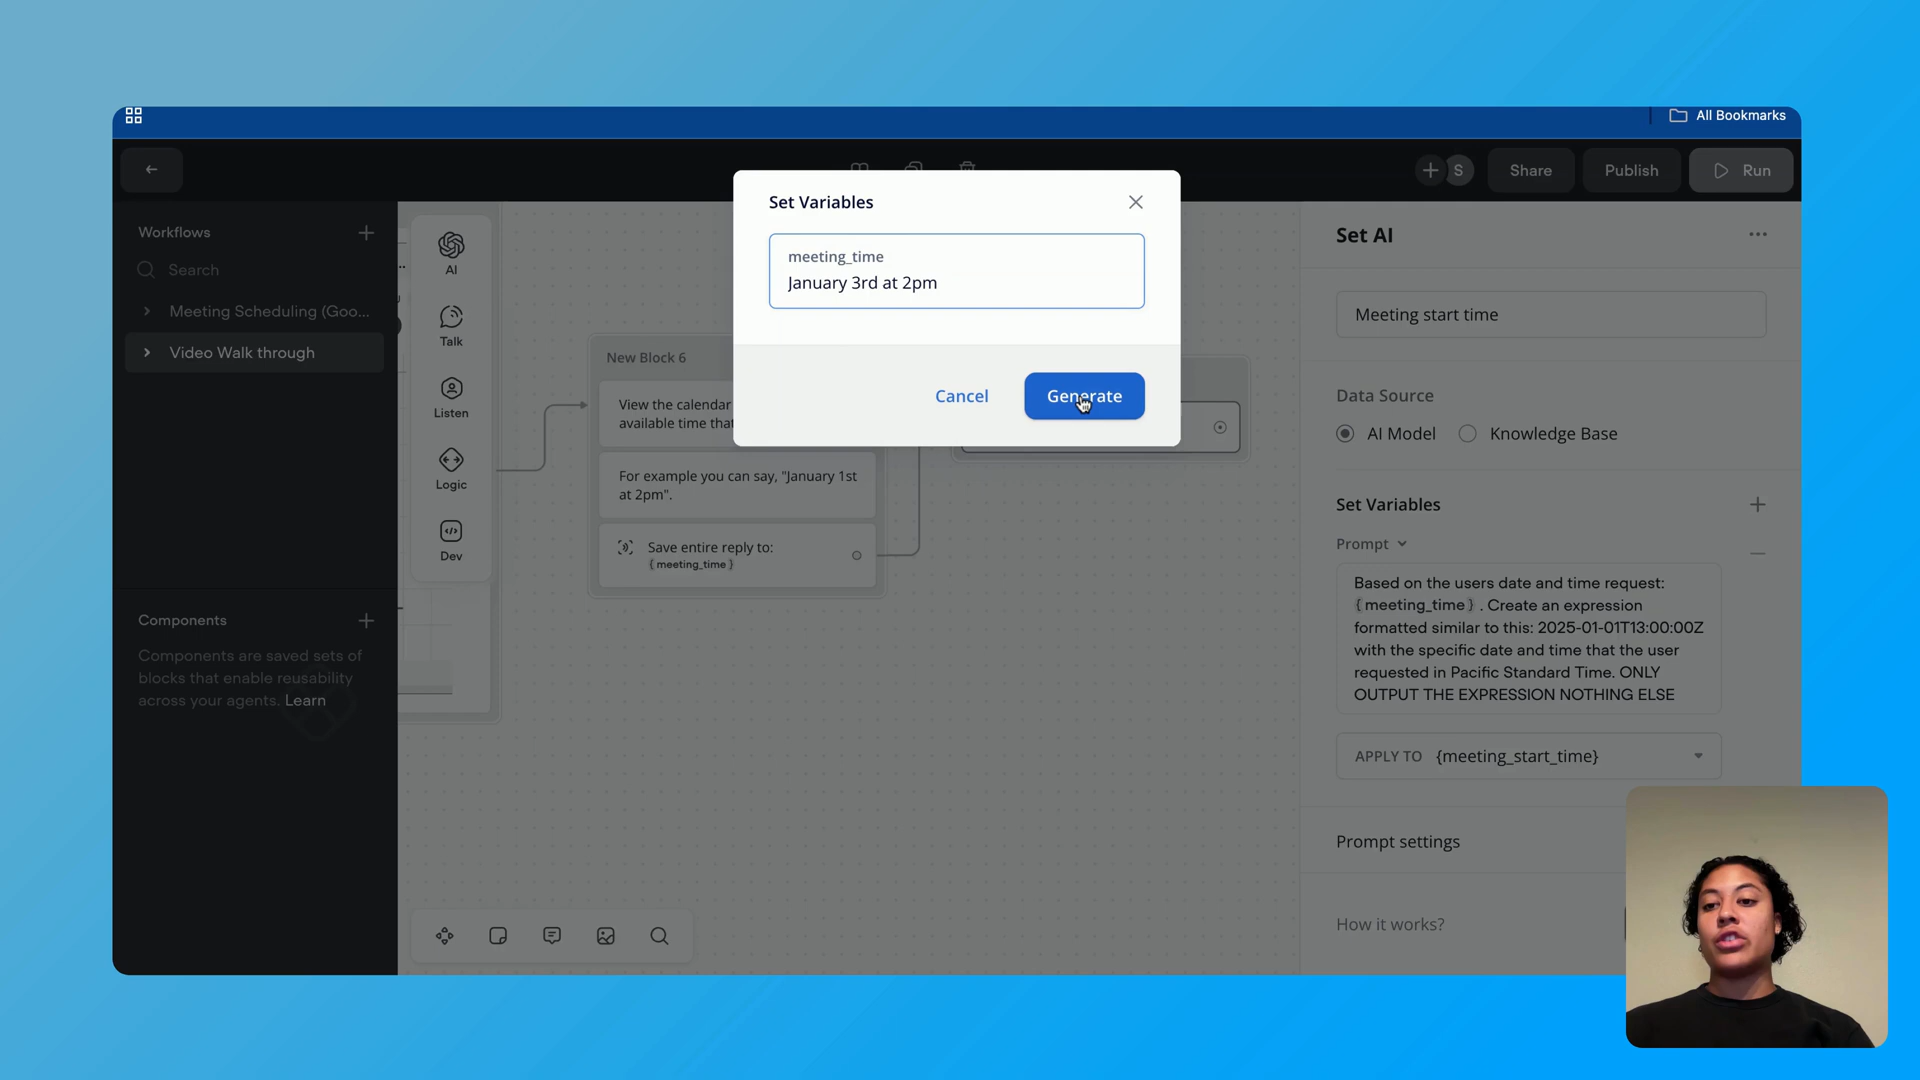 All Bookmarks
S
Share
Publish
Run
Workflows
Search
Meeting Scheduling (Goo...
Video Walk through
Components
Components are saved sets of
blocks that enable reusability
across your agents. Learn
AI
Talk
Listen
Logic
Dev
New Block 6
View the calendar
available time that
For example you can say, "January 1st
at 2pm".
Save entire reply to:
{meeting_time}
Set Variables
meeting_time
January 3rd at 2pm
Cancel
Generate
Set AI
Meeting start time
Data Source
AI Model
Knowledge Base
Set Variables
Prompt
Based on the users date and time request:
{meeting_time} . Create an expression
formatted similar to this: 2025-01-01T13:00:00Z
with the specific date and time that the user
requested in Pacific Standard Time. ONLY
OUTPUT THE EXPRESSION NOTHING ELSE
APPLY TO {meeting_start_time}
Prompt settings
How it works?